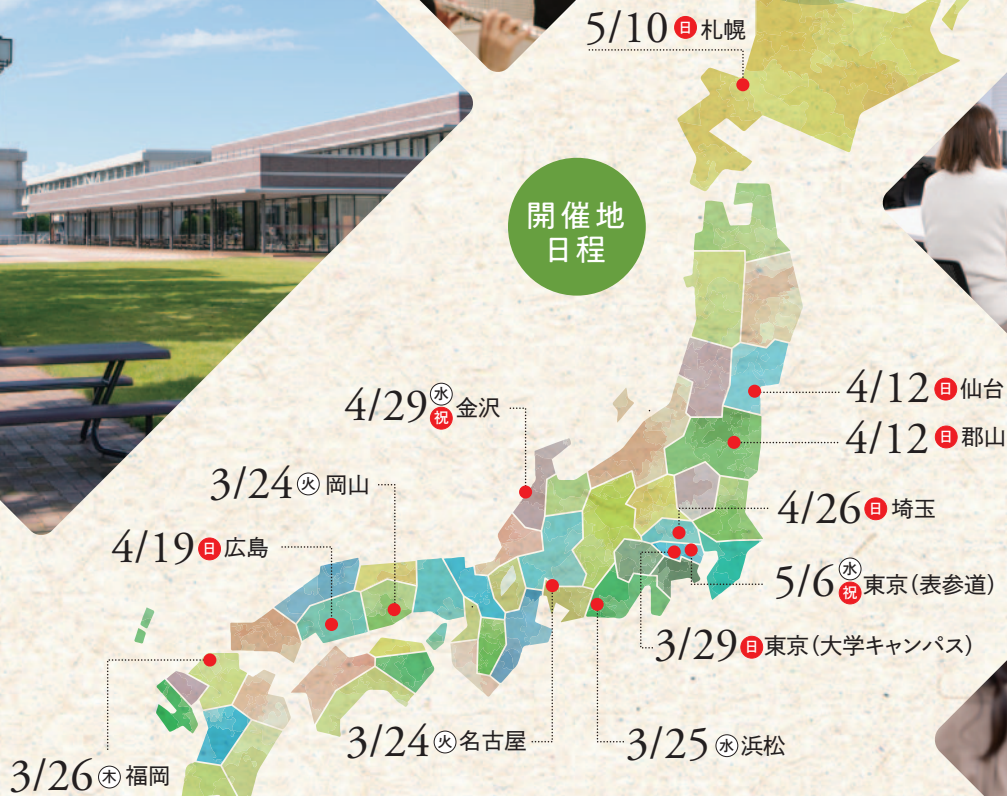 5/10 日 札幌
開催地
日程
4/12 日 仙台
4/29 水 祝 金沢
4/12 日 郡山
3/24 火 岡山
4/26 日 埼玉
4/19 日 広島
5/6 水 祝 東京(表参道)
3/29 日 東京(大学キャンパス)
3/24 火 名古屋
3/25 水 浜松
3/26 木 福岡